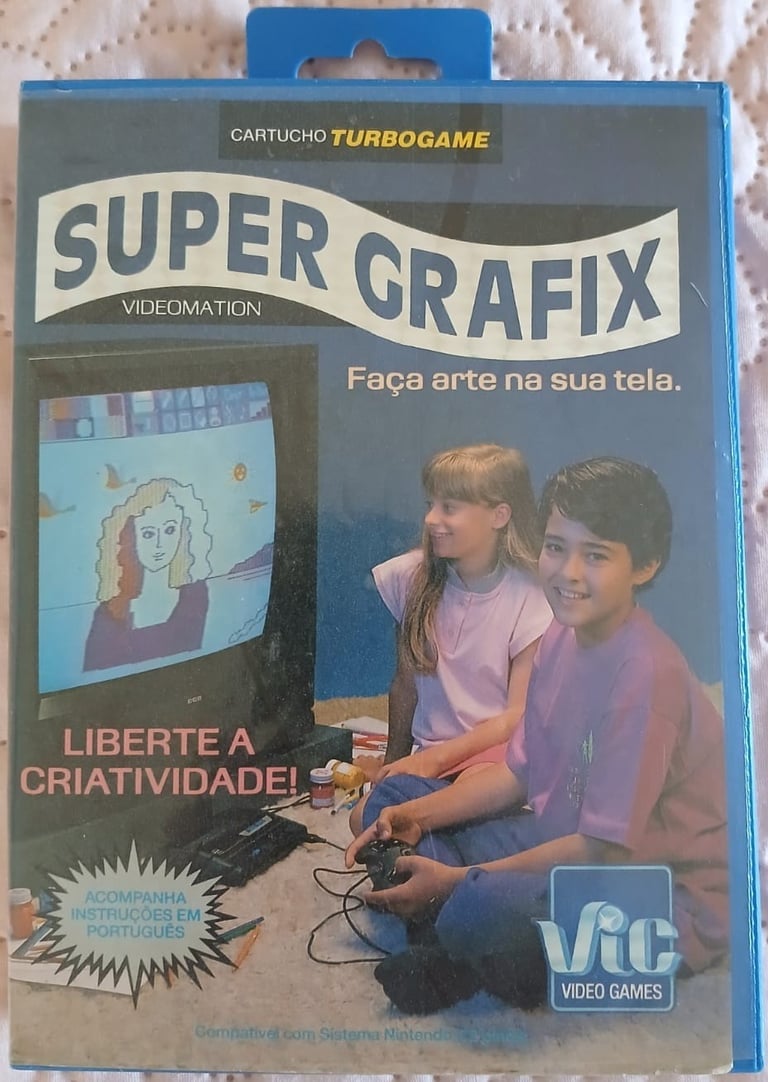 CARTUCHO TURBOGAME
SUPER GRAFIX
VIDEOMATION
Faça arte na sua tela.
LIBERTE A
CRIATIVIDADE!
ACOMPANHA
INSTRUÇÕES EM
PORTUGUÊS
Vic
VIDEO GAMES
Compatível com Sistema Nintendo